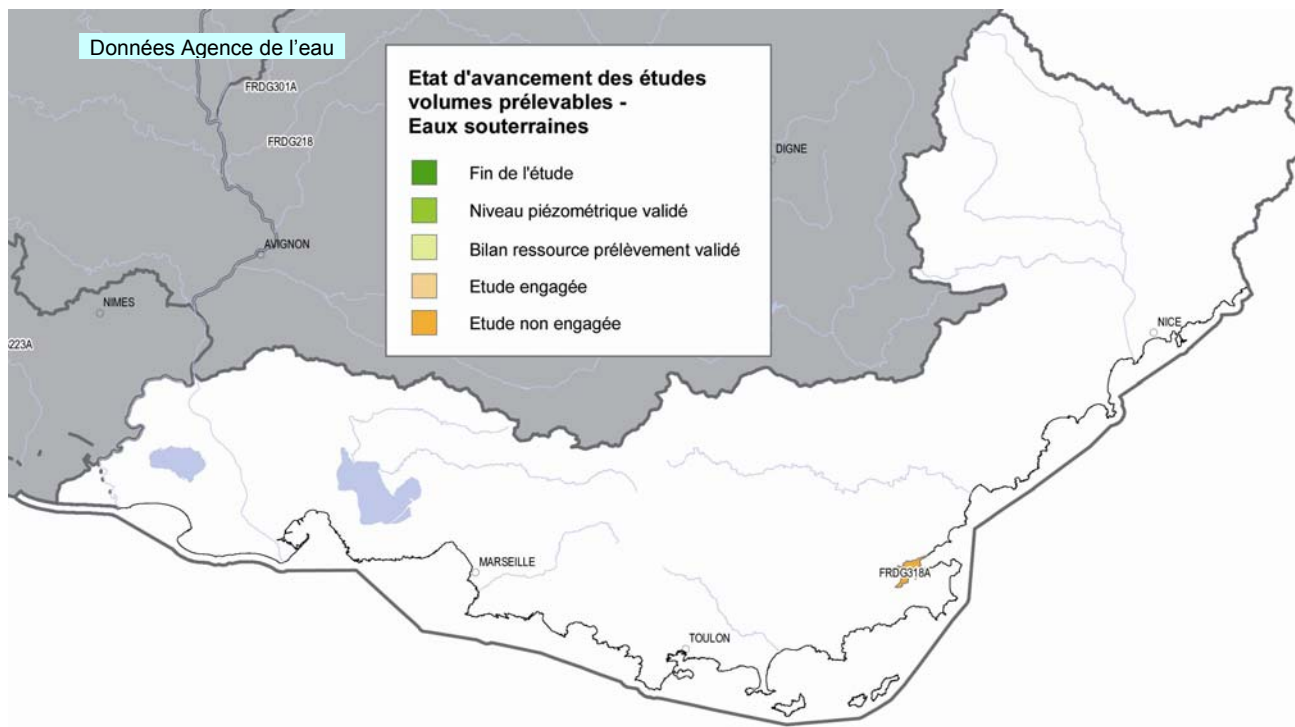 Données Agence de l'eau
Etat d'avancement des études
volumes prélevables -
Eaux souterraines
Fin de l'étude
Niveau piézométrique validé
Bilan ressource prélèvement validé
Etude engagée
Etude non engagée
FRDG301A
FRDG218
DIGNE
AVIGNON
NIMES
223A
NICE
MARSEILLE
FRDG318A
TOULON